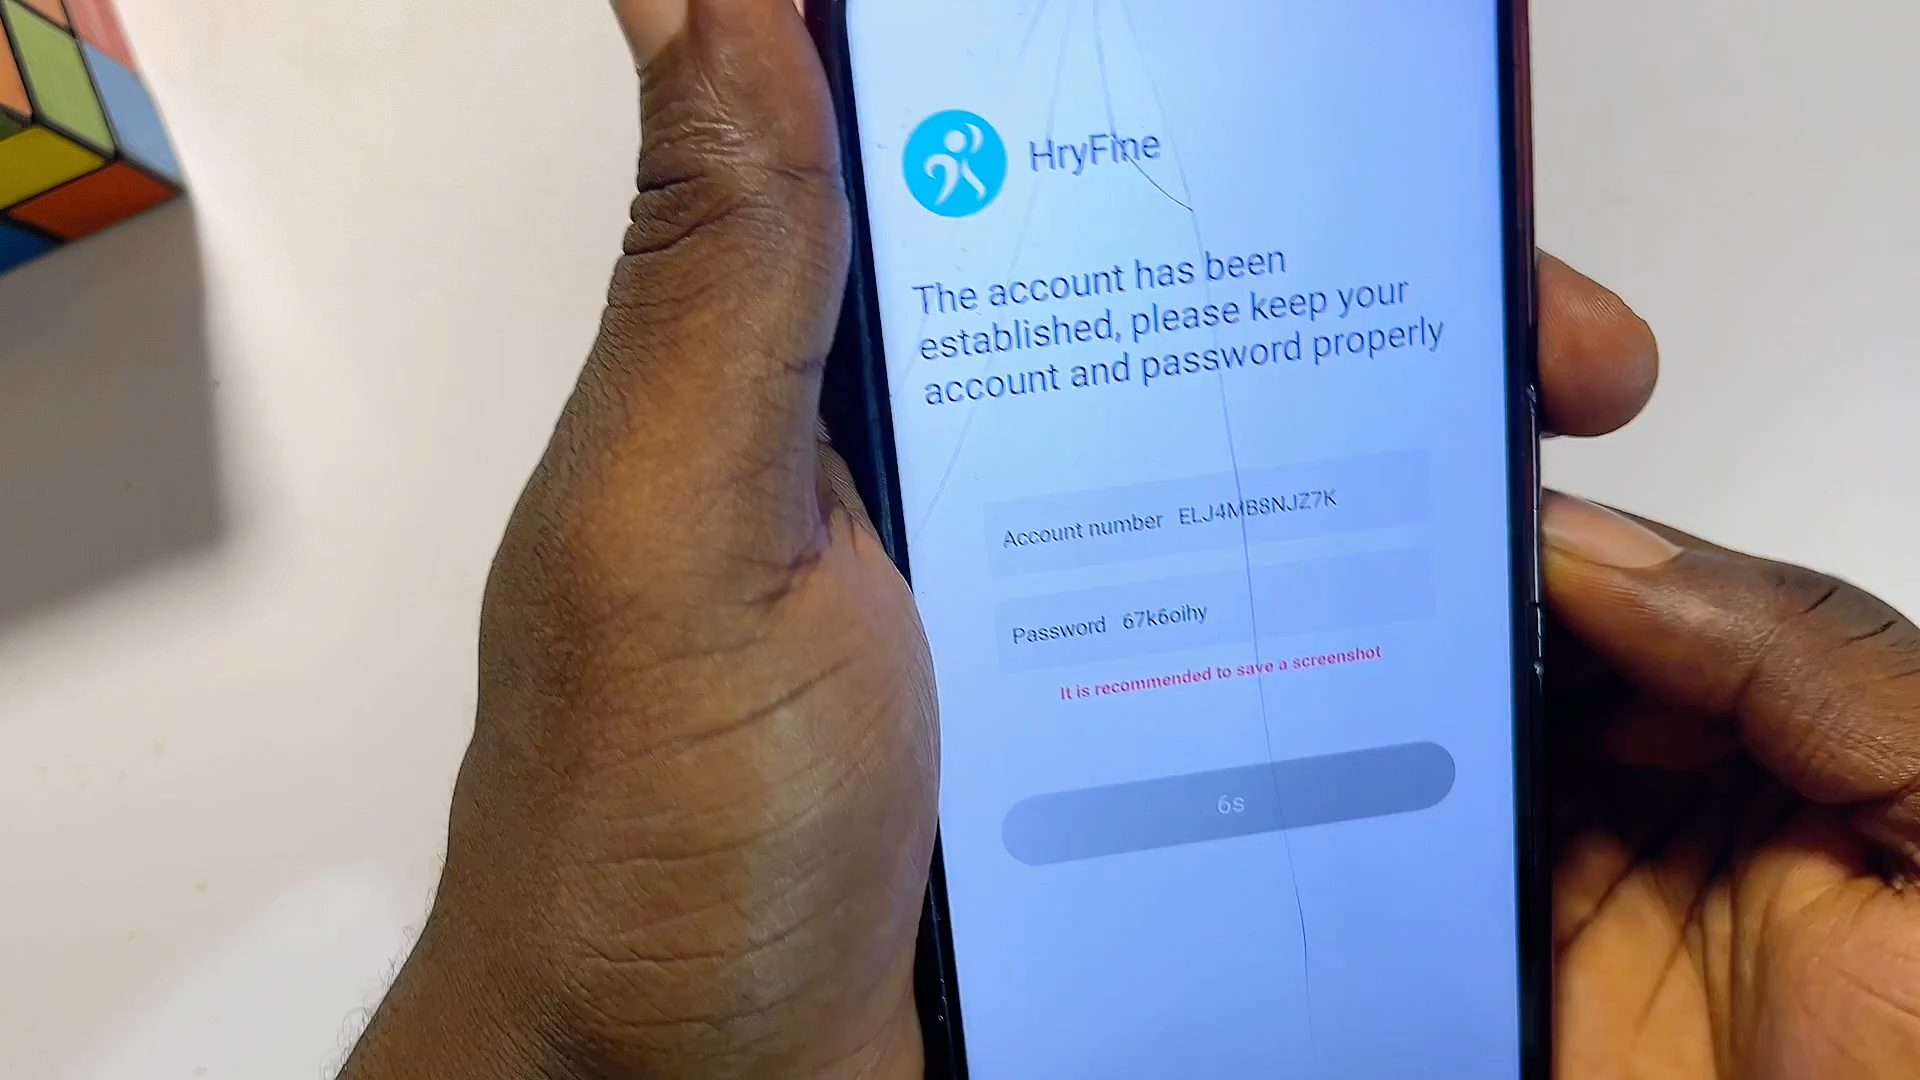 HryFine
The account has been
established, please keep your
account and password properly
Account number ELJ4MB8NJZ7K
Password 67k6oihy
It is recommended to save a screenshot
6s